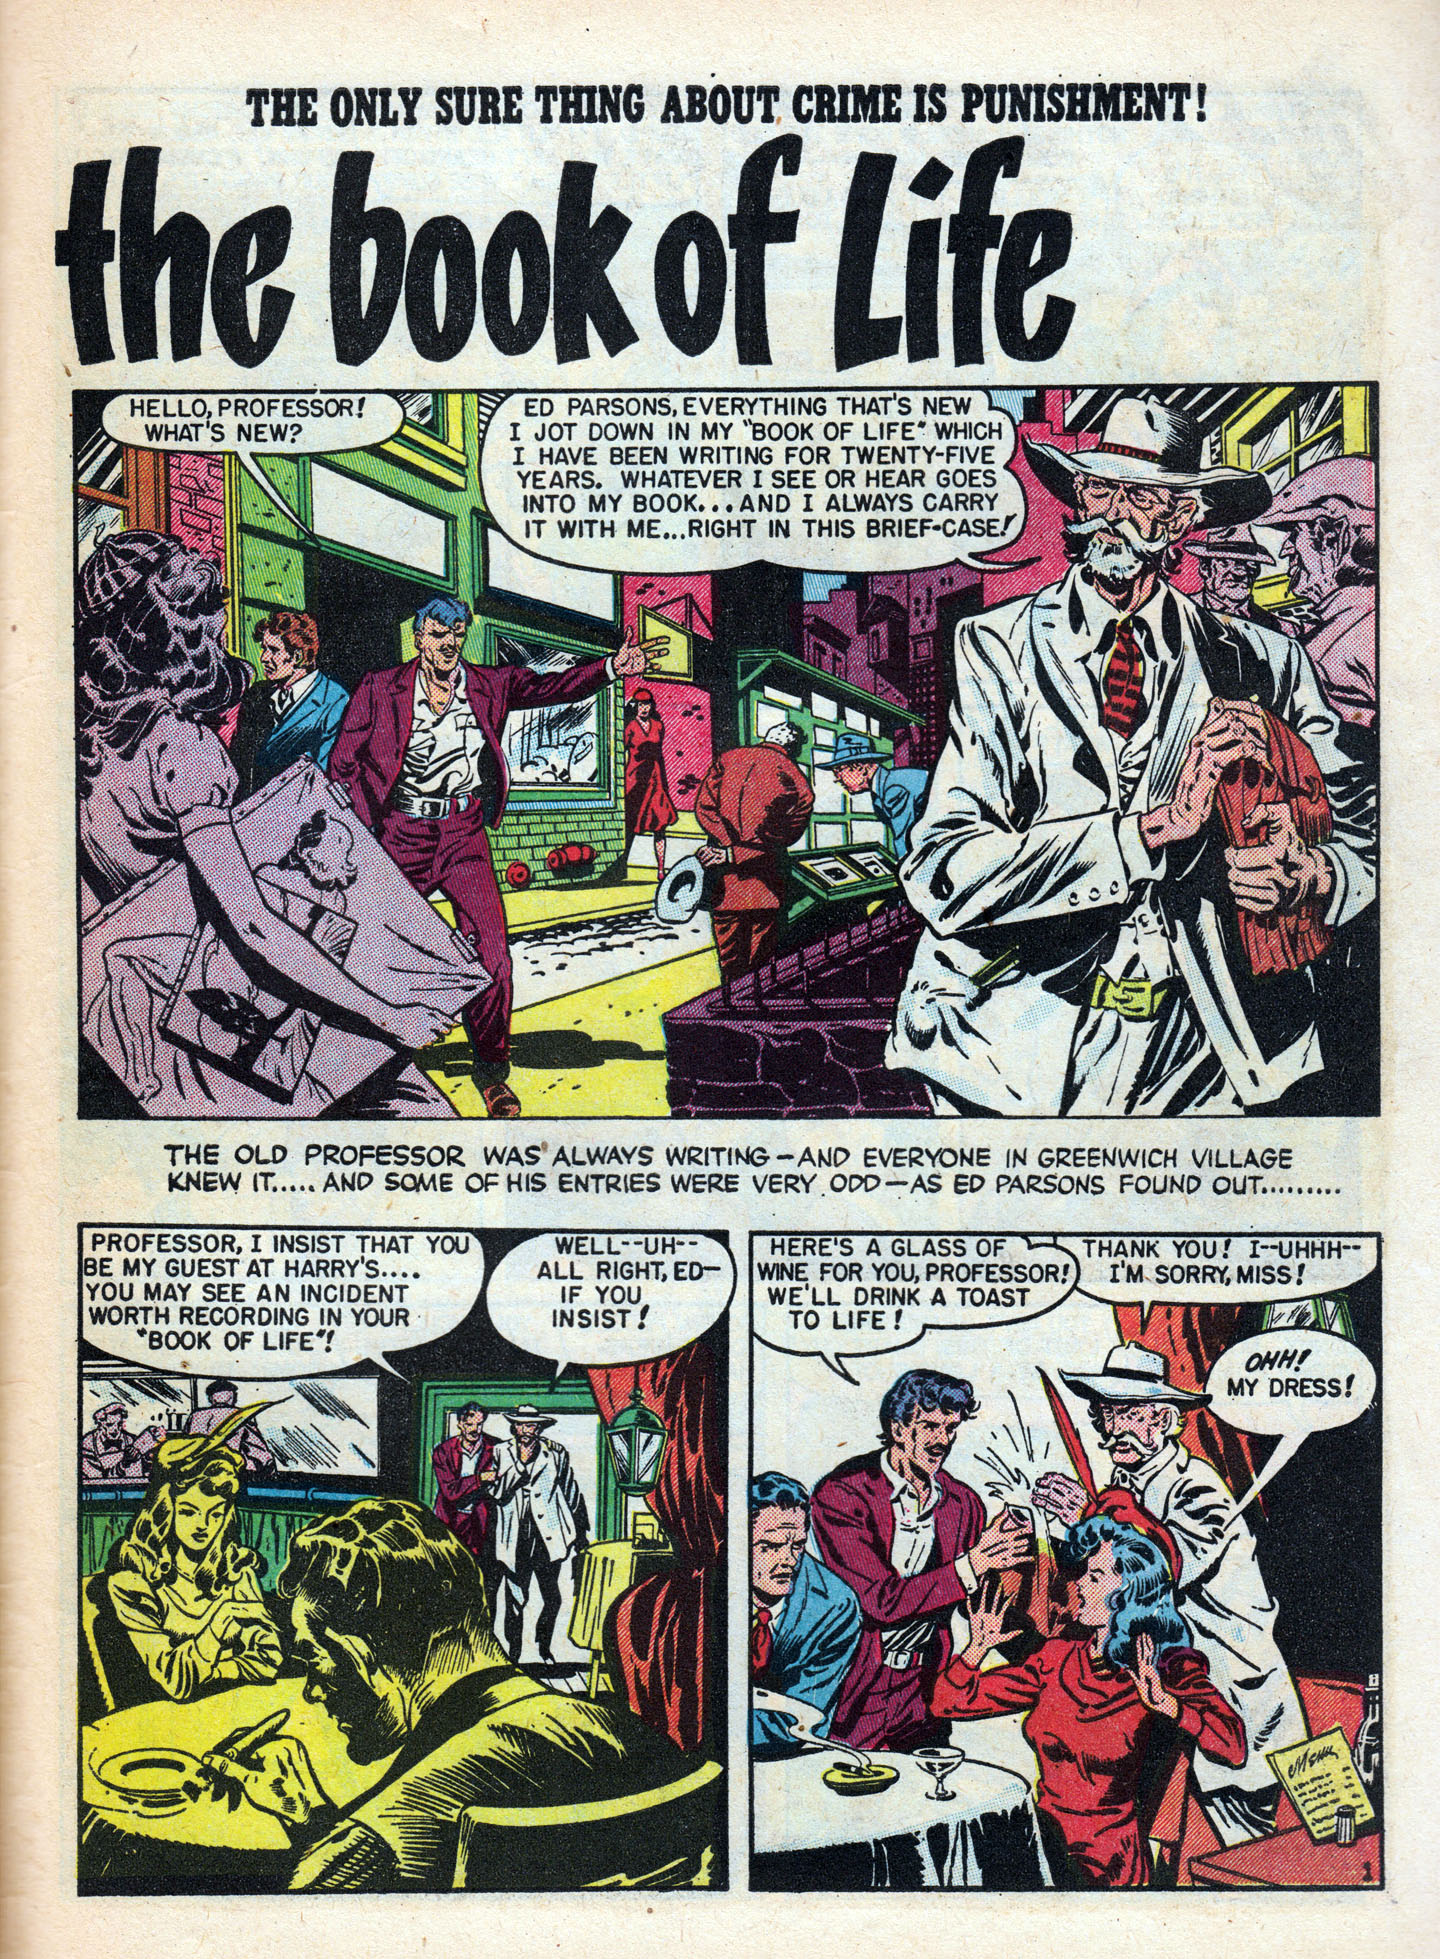 THE ONLY SURE THING ABOUT CRIME IS PUNISHMENT!
the book of Life
HELLO, PROFESSOR!
WHAT'S NEW?
ED PARSONS, EVERYTHING THAT'S NEW
I JOT DOWN IN MY "BOOK OF LIFE" WHICH
I HAVE BEEN WRITING FOR TWENTY-FIVE
YEARS. WHATEVER I SEE OR HEAR GOES
INTO MY BOOK...AND I ALWAYS CARRY
IT WITH ME...RIGHT IN THIS BRIEF-CASE!
THE OLD PROFESSOR WAS ALWAYS WRITING—AND EVERYONE IN GREENWICH VILLAGE
KNEW IT..... AND SOME OF HIS ENTRIES WERE VERY ODD—AS ED PARSONS FOUND OUT.........
PROFESSOR, I INSIST THAT YOU
BE MY GUEST AT HARRY'S....
YOU MAY SEE AN INCIDENT
WORTH RECORDING IN YOUR
"BOOK OF LIFE"!
WELL--UH--
ALL RIGHT, ED—
IF YOU
INSIST!
HERE'S A GLASS OF
WINE FOR YOU, PROFESSOR!
WE'LL DRINK A TOAST
TO LIFE!
THANK YOU! I--UHHH--
I'M SORRY, MISS!
OHH!
MY DRESS!
Menu
1